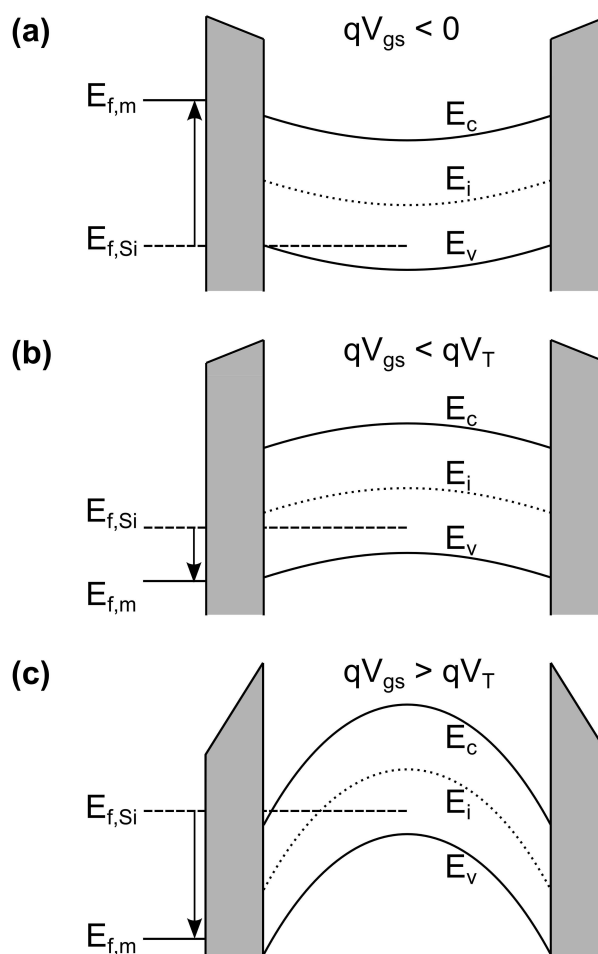 (a) qV_gs < 0
E_f,m
E_c
E_i
E_f,Si
E_v
(b) qV_gs < qV_T
E_c
E_i
E_f,Si
E_v
E_f,m
(c) qV_gs > qV_T
E_c
E_f,Si
E_i
E_v
E_f,m